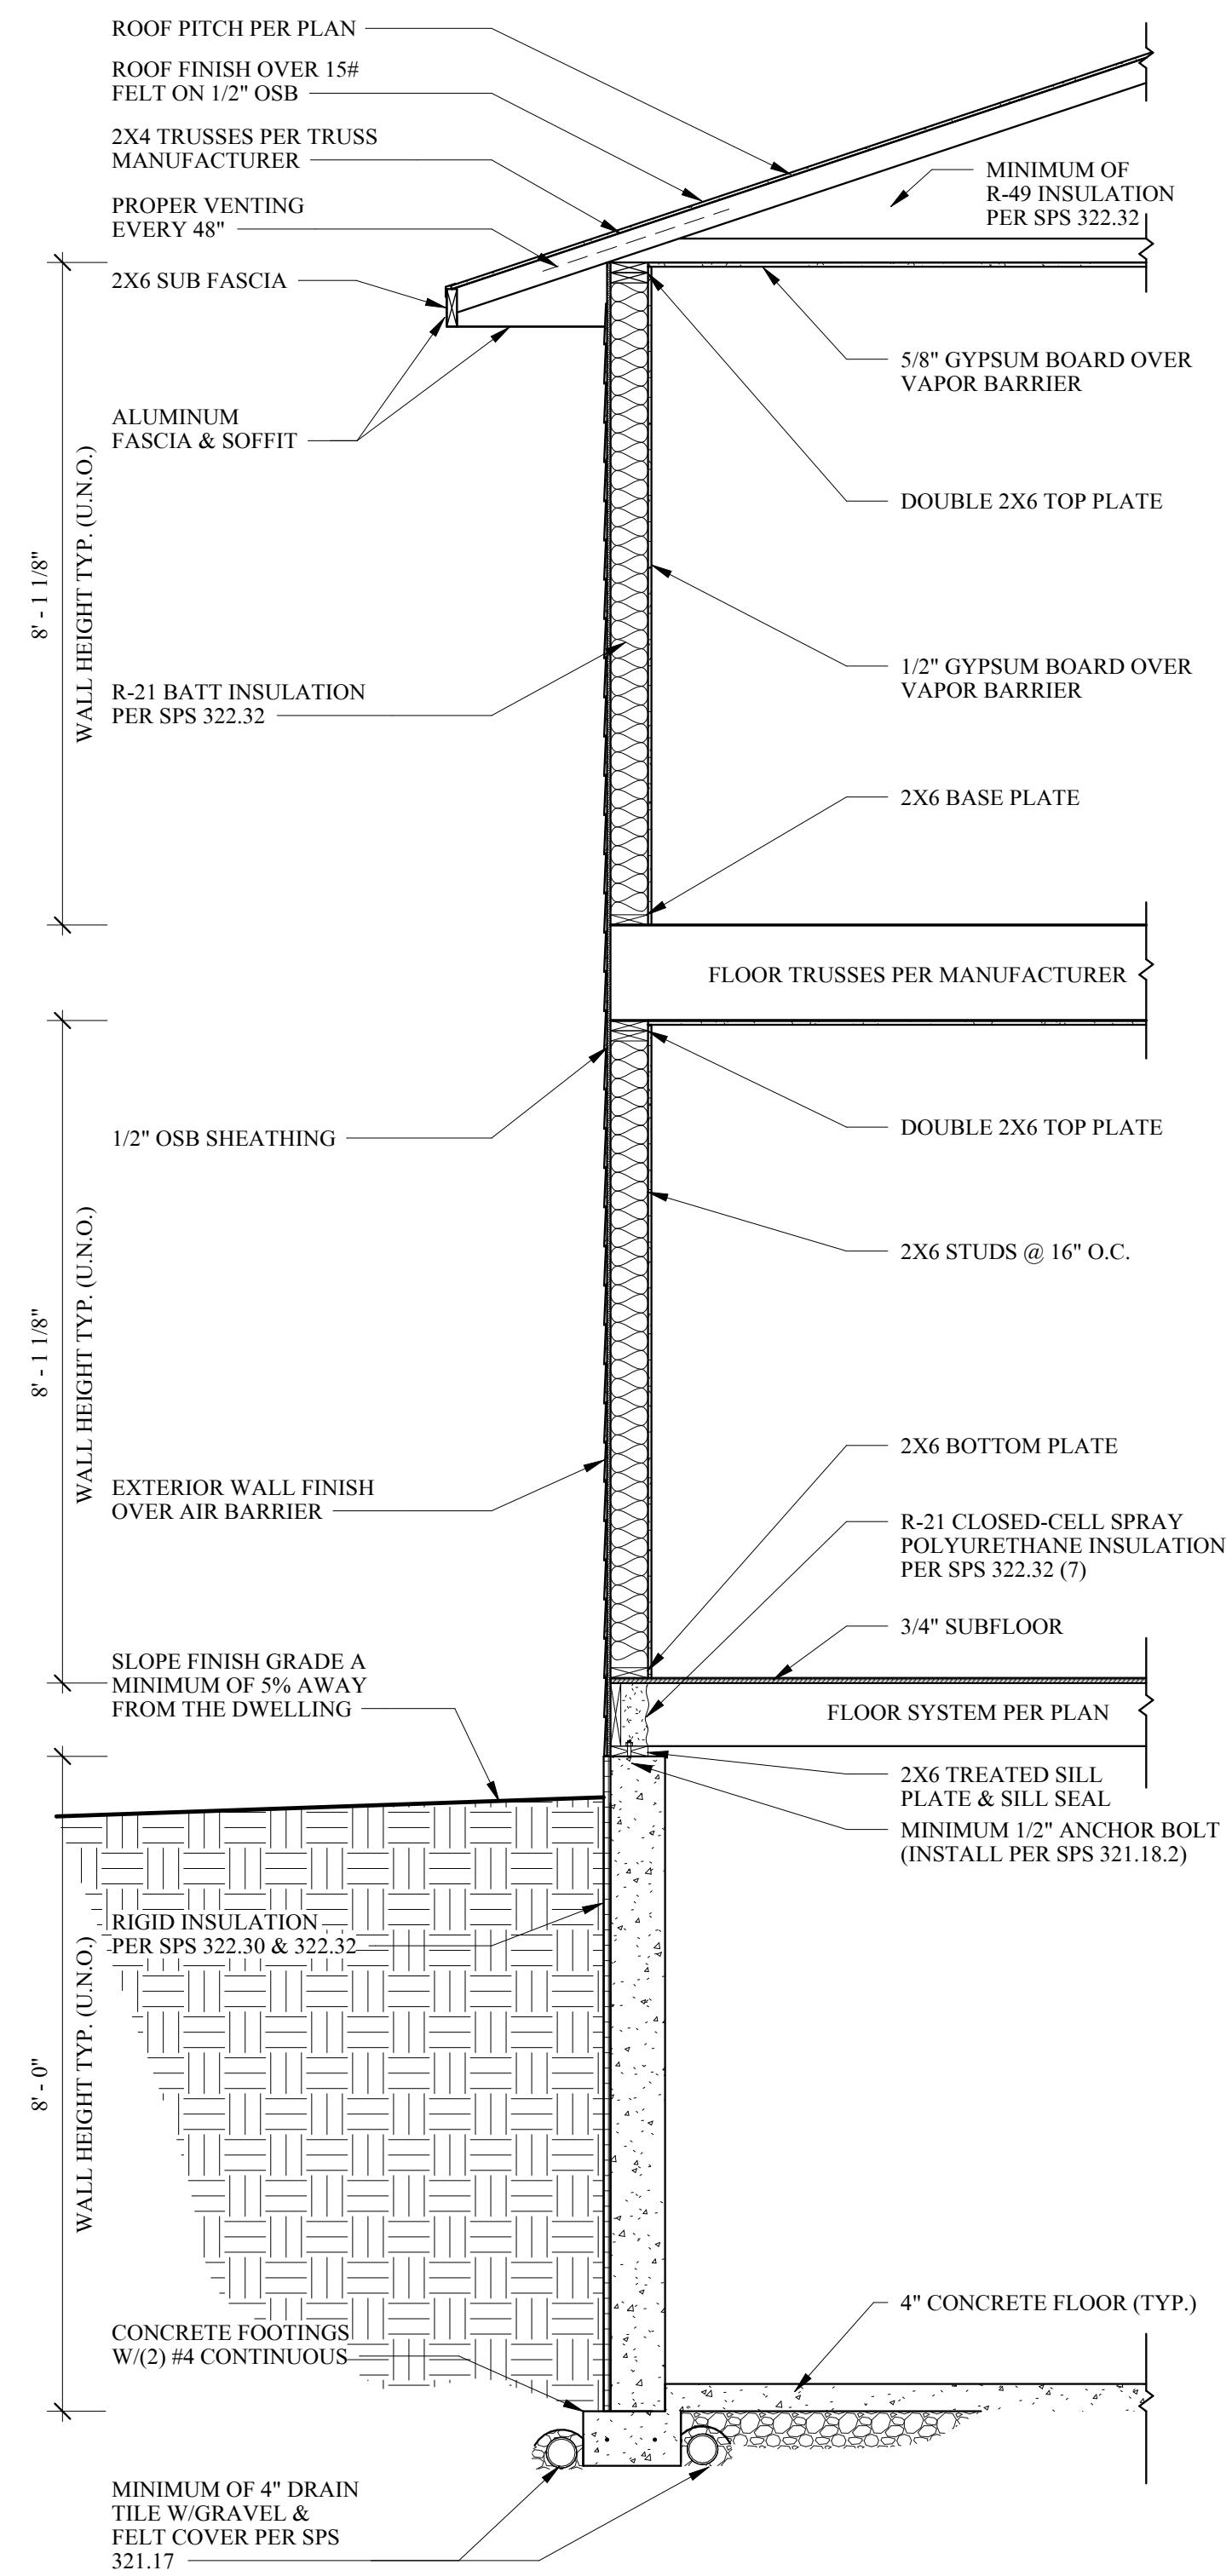 ROOF PITCH PER PLAN
ROOF FINISH OVER 15#
FELT ON 1/2" OSB
2X4 TRUSSES PER TRUSS
MANUFACTURER
PROPER VENTING
EVERY 48"
2X6 SUB FASCIA
ALUMINUM
FASCIA & SOFFIT
MINIMUM OF
R-49 INSULATION
PER SPS 322.32
5/8" GYPSUM BOARD OVER
VAPOR BARRIER
DOUBLE 2X6 TOP PLATE
8' - 1 1/8"
WALL HEIGHT TYP. (U.N.O.)
R-21 BATT INSULATION
PER SPS 322.32
1/2" GYPSUM BOARD OVER
VAPOR BARRIER
2X6 BASE PLATE
FLOOR TRUSSES PER MANUFACTURER
1/2" OSB SHEATHING
DOUBLE 2X6 TOP PLATE
2X6 STUDS @ 16" O.C.
8' - 1 1/8"
WALL HEIGHT TYP. (U.N.O.)
EXTERIOR WALL FINISH
OVER AIR BARRIER
2X6 BOTTOM PLATE
R-21 CLOSED-CELL SPRAY
POLYURETHANE INSULATION
PER SPS 322.32 (7)
3/4" SUBFLOOR
SLOPE FINISH GRADE A
MINIMUM OF 5% AWAY
FROM THE DWELLING
FLOOR SYSTEM PER PLAN
2X6 TREATED SILL
PLATE & SILL SEAL
MINIMUM 1/2" ANCHOR BOLT
(INSTALL PER SPS 321.18.2)
RIGID INSULATION
PER SPS 322.30 & 322.32
8' - 0"
WALL HEIGHT TYP. (U.N.O.)
4" CONCRETE FLOOR (TYP.)
CONCRETE FOOTINGS
W/(2) #4 CONTINUOUS
MINIMUM OF 4" DRAIN
TILE W/GRAVEL &
FELT COVER PER SPS
321.17